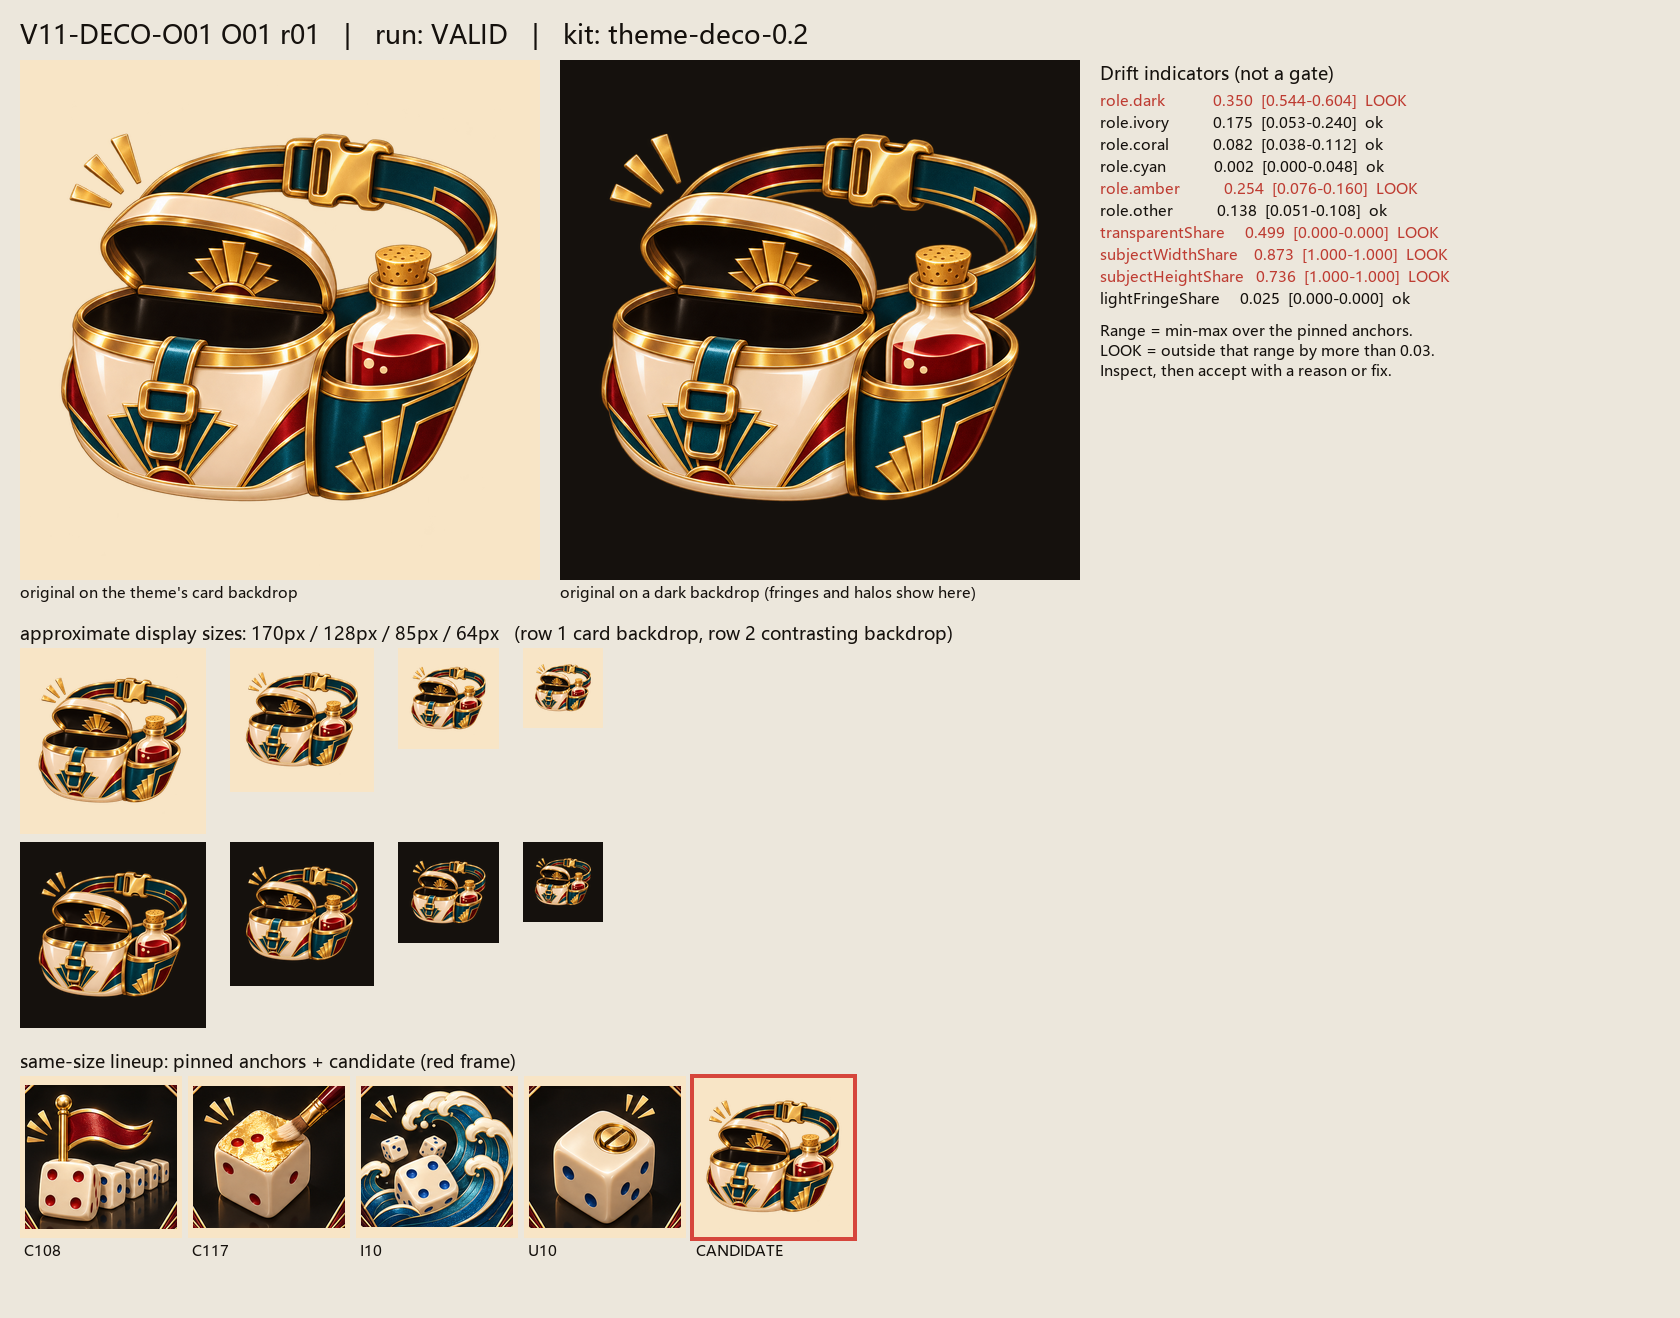 V11-DECO-O01 O01 r01 | run: VALID | kit: theme-deco-0.2
Drift indicators (not a gate)
role.dark 0.350 [0.544-0.604] LOOK
role.ivory 0.175 [0.053-0.240] ok
role.coral 0.082 [0.038-0.112] ok
role.cyan 0.002 [0.000-0.048] ok
role.amber 0.254 [0.076-0.160] LOOK
role.other 0.138 [0.051-0.108] ok
transparentShare 0.499 [0.000-0.000] LOOK
subjectWidthShare 0.873 [1.000-1.000] LOOK
subjectHeightShare 0.736 [1.000-1.000] LOOK
lightFringeShare 0.025 [0.000-0.000] ok
Range = min-max over the pinned anchors.
LOOK = outside that range by more than 0.03.
Inspect, then accept with a reason or fix.
original on the theme's card backdrop
original on a dark backdrop (fringes and halos show here)
approximate display sizes: 170px / 128px / 85px / 64px (row 1 card backdrop, row 2 contrasting backdrop)
same-size lineup: pinned anchors + candidate (red frame)
C108
C117
I10
U10
CANDIDATE